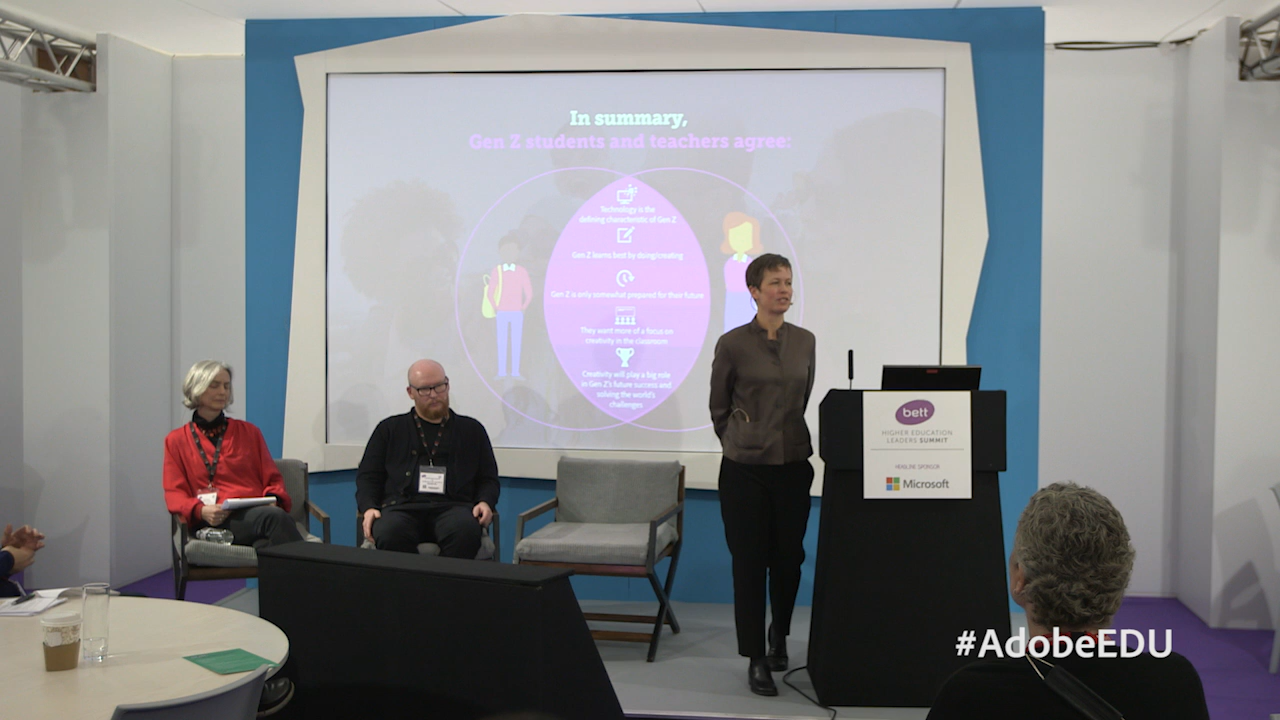 In summary,
Gen Z students and teachers agree:
Technology is the
defining characteristic of Gen Z
Gen Z learns best by doing/creating
Gen Z is only somewhat prepared for their future
They want more of a focus on
creativity in the classroom
Creativity will play a big role
in Gen Z's future success and
solving the world's
challenges
bett
HIGHER EDUCATION
LEADERS SUMMIT
HEADLINE SPONSOR
Microsoft
#AdobeEDU